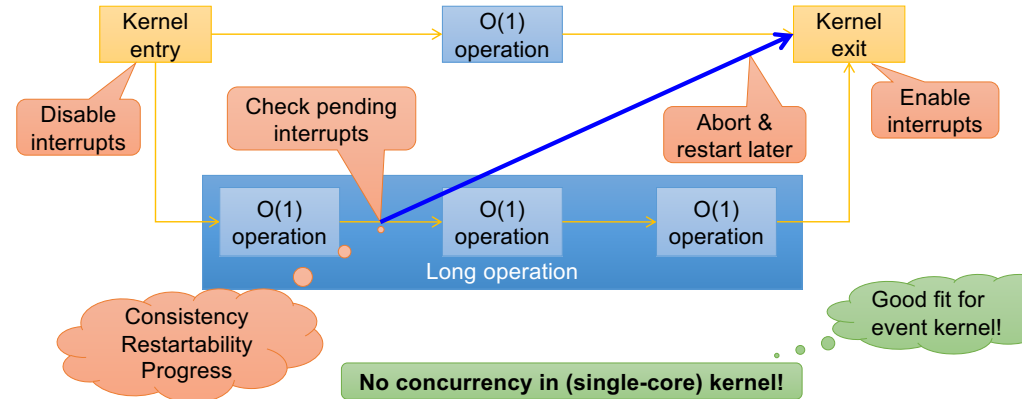 Kernel
entry
O(1)
operation
Kernel
exit
Disable
interrupts
Check pending
interrupts
Abort &
restart later
Enable
interrupts
O(1)
operation
O(1)
operation
O(1)
operation
Long operation
Consistency
Restartability
Progress
Good fit for
event kernel!
No concurrency in (single-core) kernel!